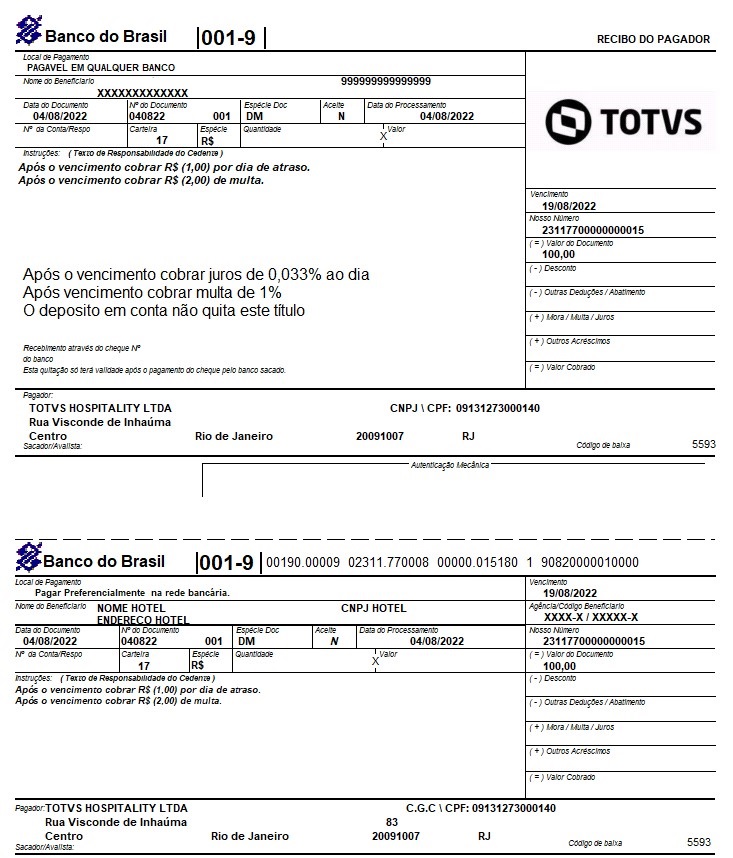 Banco do Brasil 001-9 RECIBO DO PAGADOR
Local de Pagamento
PAGAVEL EM QUALQUER BANCO
Nome do Beneficiario 999999999999999
XXXXXXXXXXXXX
TOTVS
Data do Documento Nº do Documento Espécie Doc Aceite Data do Processamento
04/08/2022 040822 001 DM N 04/08/2022
Nº da Conta/Respo Carteira Espécie Quantidade Valor
17 R$ X
Instruções: ( Texto de Responsabilidade do Cedente )
Após o vencimento cobrar R$ (1,00) por dia de atraso.
Após o vencimento cobrar R$ (2,00) de multa.
Vencimento
19/08/2022
Nosso Número
23117700000000015
( = ) Valor do Documento
100,00
( - ) Desconto
( - ) Outras Deduções / Abatimento
( + ) Mora / Multa / Juros
( + ) Outros Acréscimos
( = ) Valor Cobrado
Após o vencimento cobrar juros de 0,033% ao dia
Após vencimento cobrar multa de 1%
O deposito em conta não quita este título
Recebimento através do cheque Nº
do banco
Esta quitação só terá validade após o pagamento do cheque pelo banco sacado.
Pagador:
TOTVS HOSPITALITY LTDA CNPJ \ CPF: 09131273000140
Rua Visconde de Inhaúma
Centro Rio de Janeiro 20091007 RJ
Sacador/Avalista: Código de baixa 5593
Autenticação Mecânica
Banco do Brasil 001-9 00190.00009 02311.770008 00000.015180 1 90820000010000
Local de Pagamento
Pagar Preferencialmente na rede bancária.
Vencimento
19/08/2022
Nome do Beneficiario NOME HOTEL CNPJ HOTEL
ENDERECO HOTEL
Agência/Código Beneficiario
XXXX-X / XXXXX-X
Data do Documento Nº do Documento Espécie Doc Aceite Data do Processamento
04/08/2022 040822 001 DM N 04/08/2022
Nosso Número
23117700000000015
Nº da Conta/Respo Carteira Espécie Quantidade Valor
17 R$ X
( = ) Valor do Documento
100,00
Instruções: ( Texto de Responsabilidade do Cedente )
Após o vencimento cobrar R$ (1,00) por dia de atraso.
Após o vencimento cobrar R$ (2,00) de multa.
( - ) Desconto
( - ) Outras Deduções / Abatimento
( + ) Mora / Multa / Juros
( + ) Outros Acréscimos
( = ) Valor Cobrado
Pagador: TOTVS HOSPITALITY LTDA C.G.C \ CPF: 09131273000140
Rua Visconde de Inhaúma 83
Centro Rio de Janeiro 20091007 RJ
Sacador/Avalista: Código de baixa 5593